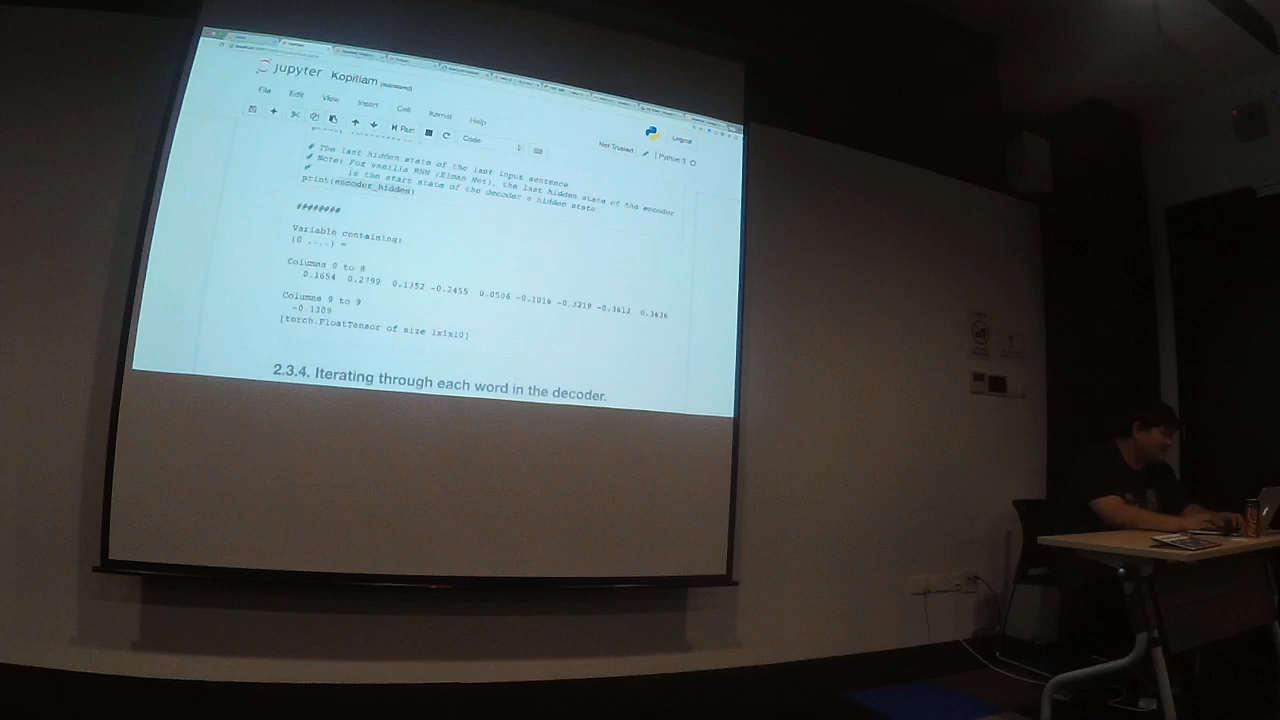 jupyter Kopitiam (autosaved)
File Edit View Insert Cell Kernel Help
Not Trusted Python 3 Logout
Run Code
# The last hidden state of the last input sentence
# Note: For vanilla RNN (Elman Net), the last hidden state of the encoder
# is the start state of the decoder's hidden state
print(encoder_hidden)
########
Variable containing:
(0 ,.,.) =
Columns 0 to 8
0.1654 0.2799 0.1352 -0.2455 0.0506 -0.1016 -0.3218 -0.3612 0.3636
Columns 9 to 9
-0.1309
[torch.FloatTensor of size 1x1x10]
2.3.4. Iterating through each word in the decoder.